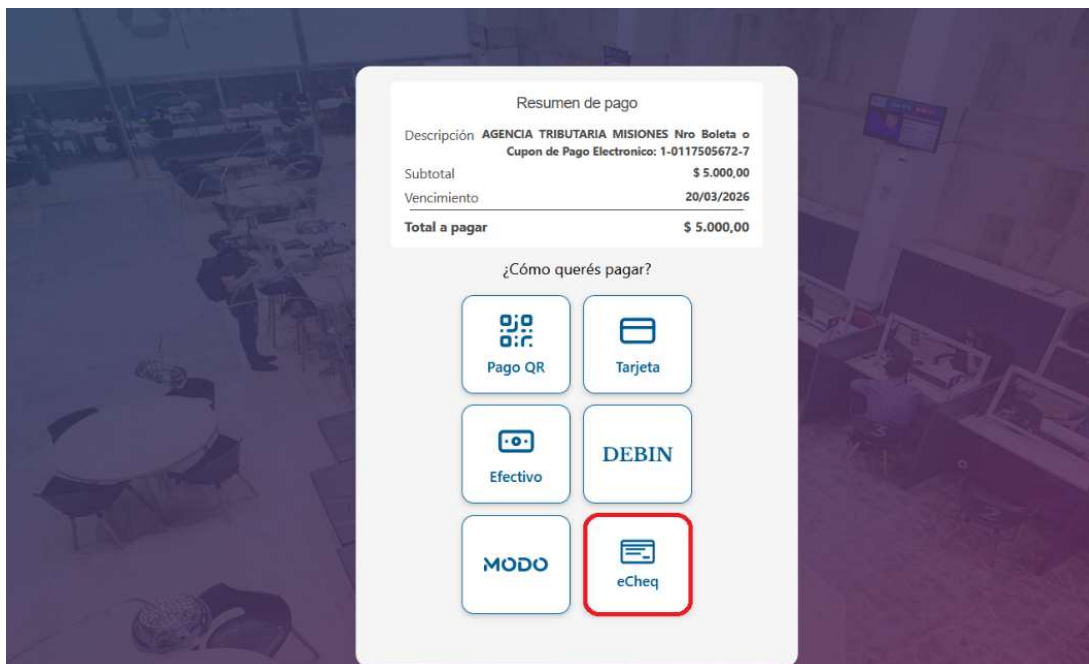 Resumen de pago
Descripción AGENCIA TRIBUTARIA MISIONES Nro Boleta o
Cupon de Pago Electronico: 1-0117505672-7
Subtotal $ 5.000,00
Vencimiento 20/03/2026
Total a pagar $ 5.000,00
¿Cómo querés pagar?
Pago QR Tarjeta
Efectivo DEBIN
MODO eCheq